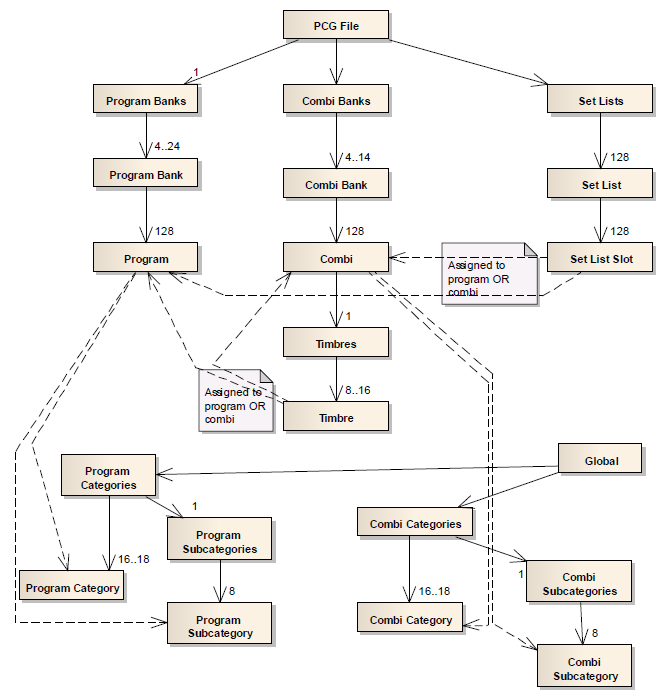 PCG File
1
Program Banks
Combi Banks
Set Lists
4..24
4..14
128
Program Bank
Combi Bank
Set List
128
128
128
Program
Combi
Assigned to
program OR
combi
Set List Slot
1
Timbres
8..16
Assigned to
program OR
combi
Timbre
Global
Program
Categories
1
Combi Categories
Program
Subcategories
16..18
1
Combi
Subcategories
Program Category
8
16..18
Program
Subcategory
Combi Category
8
Combi
Subcategory